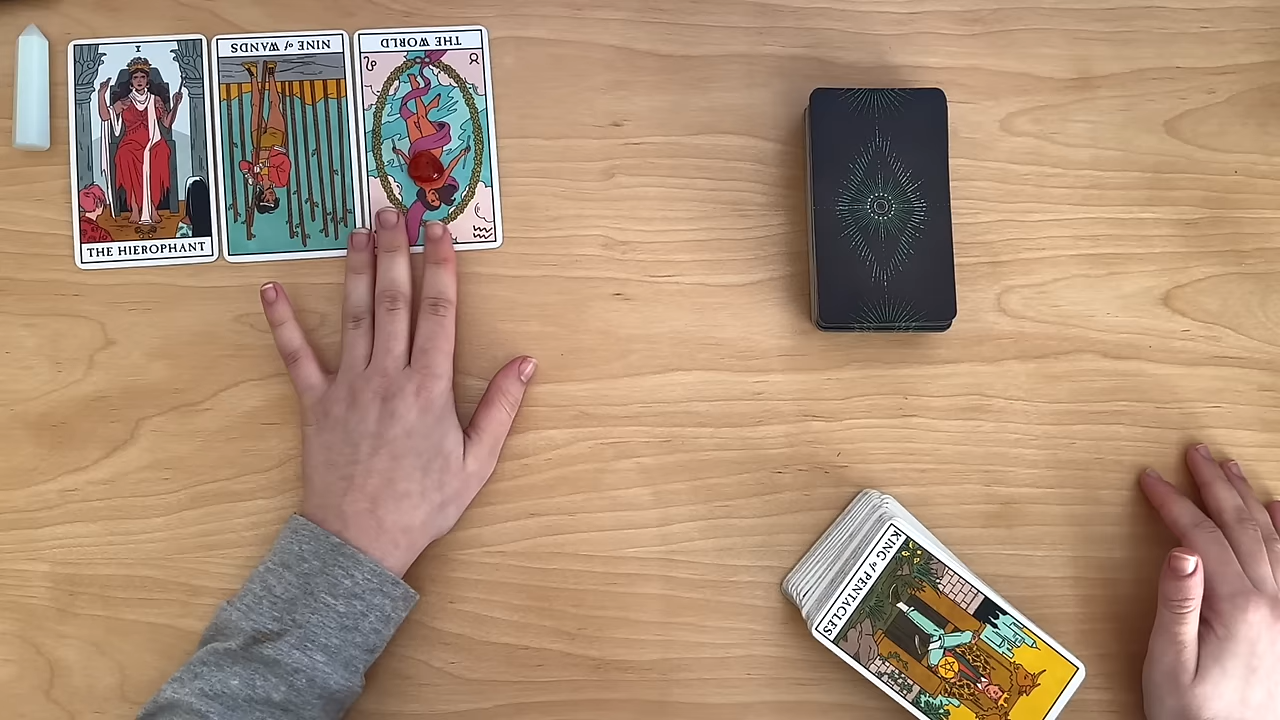 I
THE HIEROPHANT
NINE of WANDS
THE WORLD
KING of PENTACLES